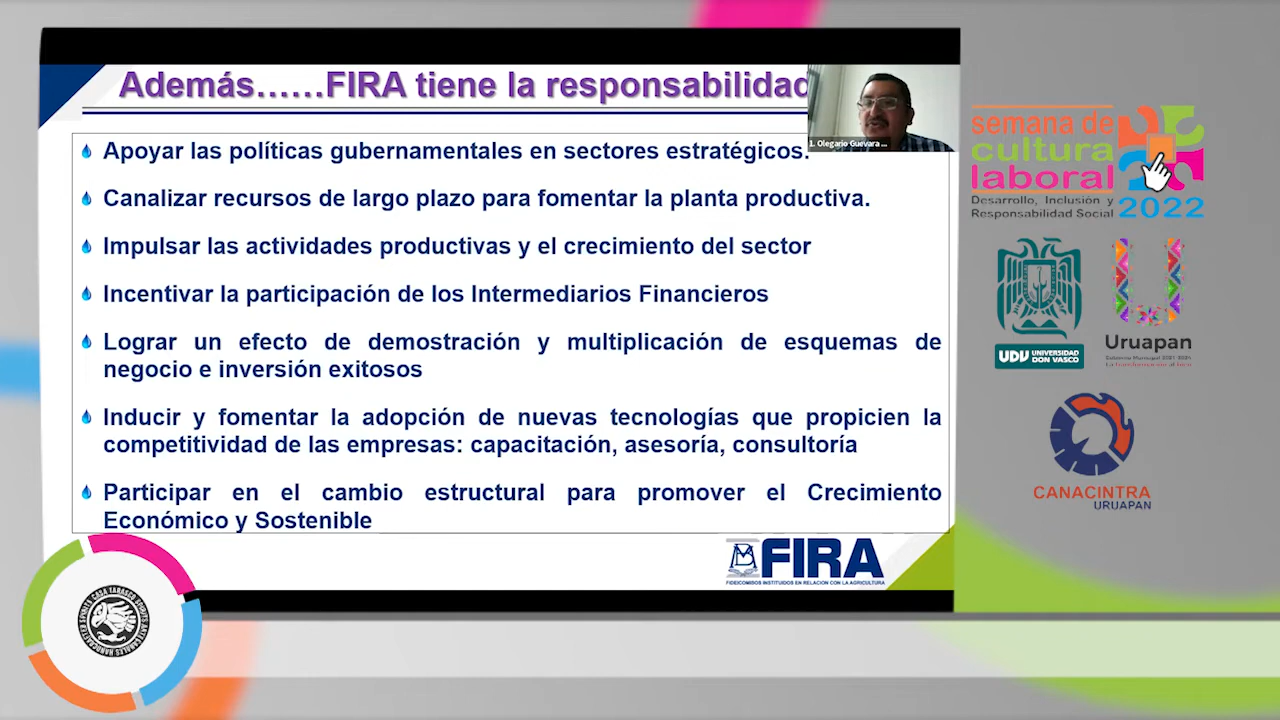 Además……FIRA tiene la responsabilidad
1. Olegario Guevara ...
Apoyar las políticas gubernamentales en sectores estratégicos.
Canalizar recursos de largo plazo para fomentar la planta productiva.
Impulsar las actividades productivas y el crecimiento del sector
Incentivar la participación de los Intermediarios Financieros
Lograr un efecto de demostración y multiplicación de esquemas de
negocio e inversión exitosos
Inducir y fomentar la adopción de nuevas tecnologías que propicien la
competitividad de las empresas: capacitación, asesoría, consultoría
Participar en el cambio estructural para promover el Crecimiento
Económico y Sostenible
FIRA
FIDEICOMISOS INSTITUIDOS EN RELACIÓN CON LA AGRICULTURA
semana de
cultura
laboral
Desarrollo, Inclusión y
Responsabilidad Social
2022
UDV UNIVERSIDAD
DON VASCO
Uruapan
CANACINTRA
URUAPAN